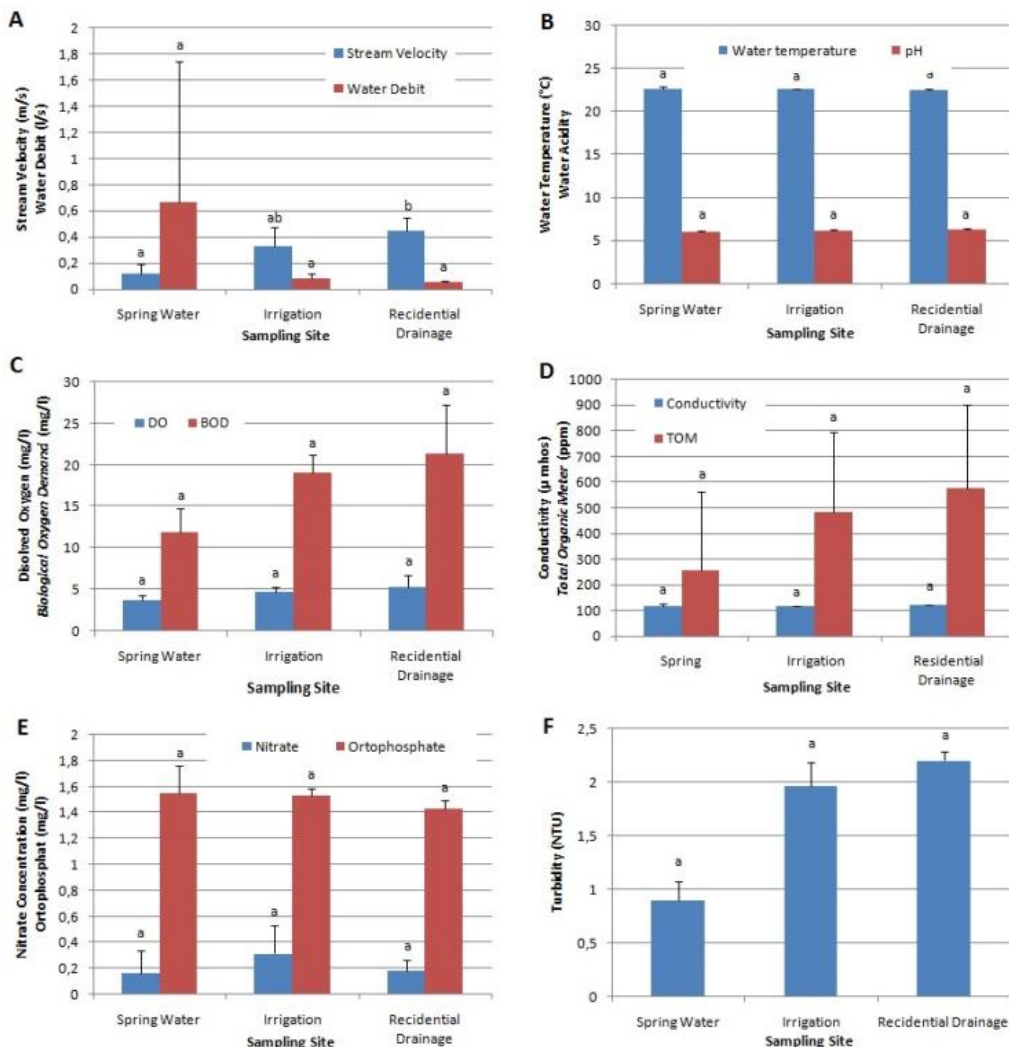 A
Stream Velocity (m/s)
Water Debit (l/s)
2
1,8
1,6
1,4
1,2
1
0,8
0,6
0,4
0,2
0
Stream Velocity
Water Debit
a
a
ab
a
b
a
Spring Water
Irrigation
Recidential
Drainage
Sampling Site
B
Water Temperature (°C)
Water Acidity
30
25
20
15
10
5
0
Water temperature
pH
a
a
a
a
a
a
Spring Water
Irrigation
Recidential
Drainage
Sampling Site
C
Disolved Oxygen (mg/l)
Biological Oxygen Demand (mg/l)
30
25
20
15
10
5
0
DO
BOD
a
a
a
a
a
a
Spring Water
Irrigation
Recidential
Drainage
Sampling Site
D
Conductivity (µ mhos)
Total Organic Meter (ppm)
1000
900
800
700
600
500
400
300
200
100
0
Conductivity
TOM
a
a
a
a
a
a
Spring
Irrigation
Residential
Drainage
Sampling Site
E
Nitrate Concentration (mg/l)
Ortophosphat (mg/l)
2
1,8
1,6
1,4
1,2
1
0,8
0,6
0,4
0,2
0
Nitrate
Ortophosphate
a
a
a
a
a
a
Spring Water
Irrigation
Recidential
Drainage
Sampling Site
F
Turbidity (NTU)
2,5
2
1,5
1
0,5
0
a
a
a
Spring Water
Irrigation
Recidential Drainage
Sampling Site